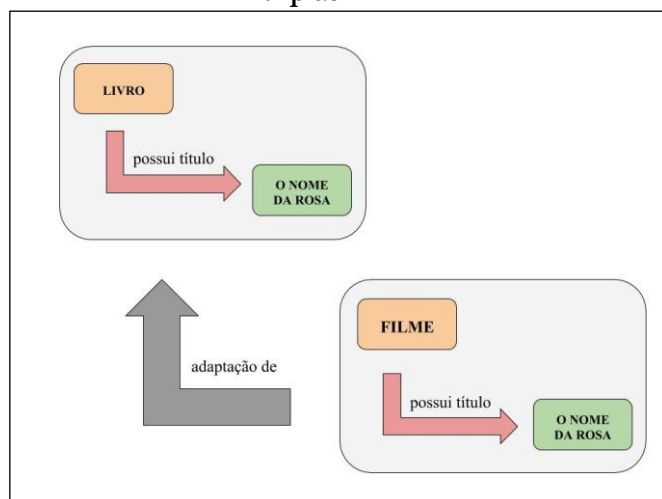 LIVRO
possui título
O NOME
DA ROSA
FILME
adaptação de
possui título
O NOME
DA ROSA